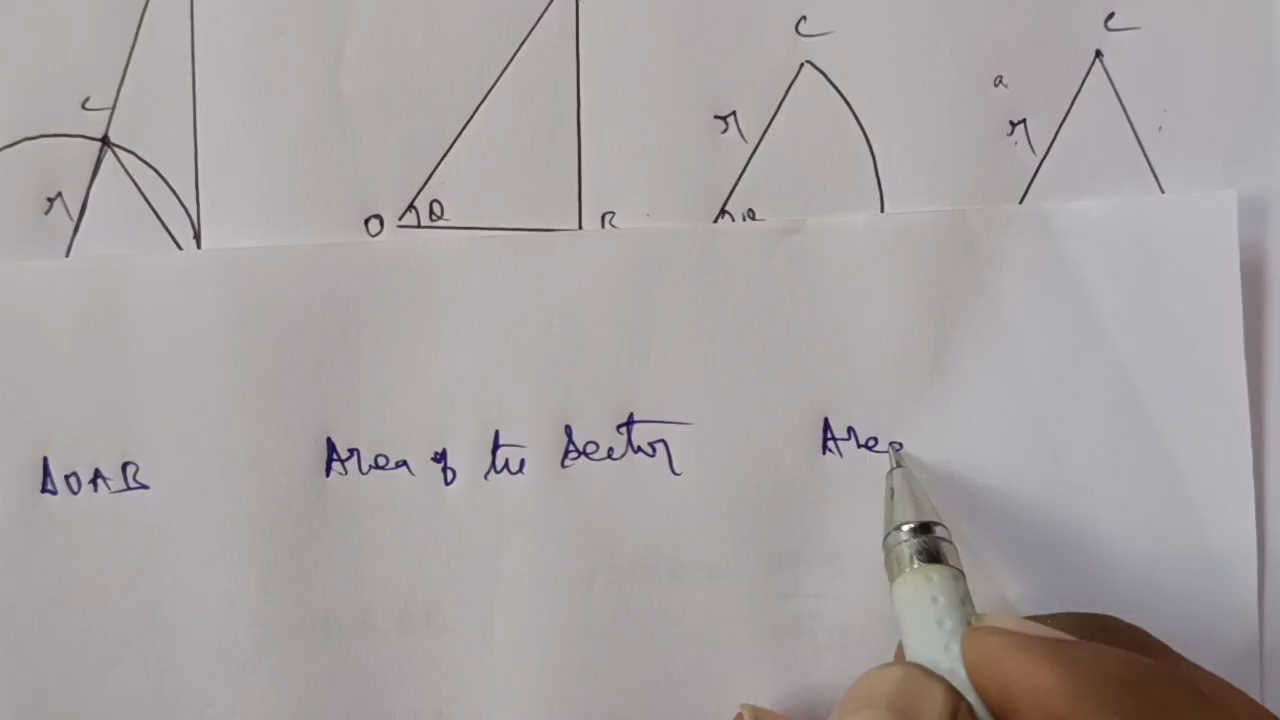 C C
a
C r r
r
O θ B θ
ΔOAB Area of the Sector Area